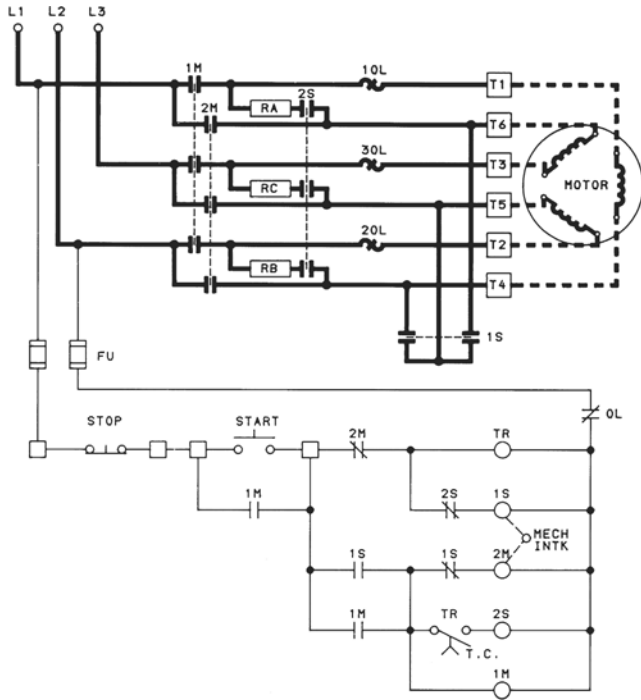 L1 L2 L3
1M
1OL
T1
2S
RA
2M
T6
3OL
T3
RC
MOTOR
T5
2OL
T2
RB
T4
1S
FU
OL
STOP START 2M TR
1M
2S 1S
MECH
INTK
1S 1S 2M
1M TR 2S
T.C.
1M